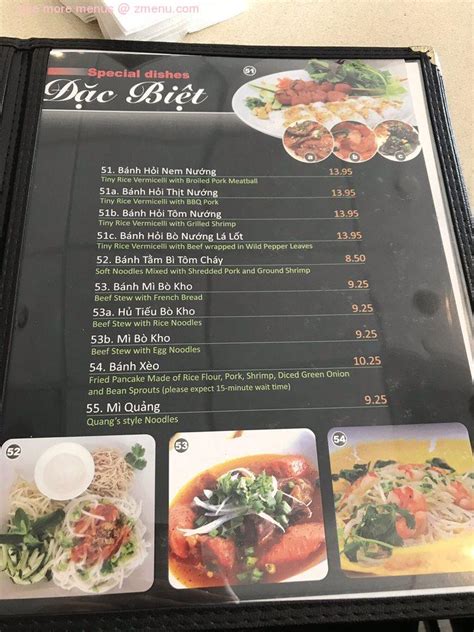 See more menus @ zmenu.com
Special dishes
Đặc Biệt
51
a
b
c
51. Bánh Hỏi Nem Nướng 13.95
Tiny Rice Vermicelli with Broiled Pork Meatball
51a. Bánh Hỏi Thịt Nướng 13.95
Tiny Rice Vermicelli with BBQ Pork
51b. Bánh Hỏi Tôm Nướng 13.95
Tiny Rice Vermicelli with Grilled Shrimp
51c. Bánh Hỏi Bò Nướng Lá Lốt 13.95
Tiny Rice Vermicelli with Beef wrapped in Wild Pepper Leaves
52. Bánh Tằm Bì Tôm Cháy 8.50
Soft Noodles Mixed with Shredded Pork and Ground Shrimp
53. Bánh Mì Bò Kho 9.25
Beef Stew with French Bread
53a. Hủ Tiếu Bò Kho 9.25
Beef Stew with Rice Noodles
53b. Mì Bò Kho 9.25
Beef Stew with Egg Noodles
54. Bánh Xèo 10.25
Fried Pancake Made of Rice Flour, Pork, Shrimp, Diced Green Onion
and Bean Sprouts (please expect 15-minute wait time)
55. Mì Quảng 9.25
Quang's style Noodles
52
53
54